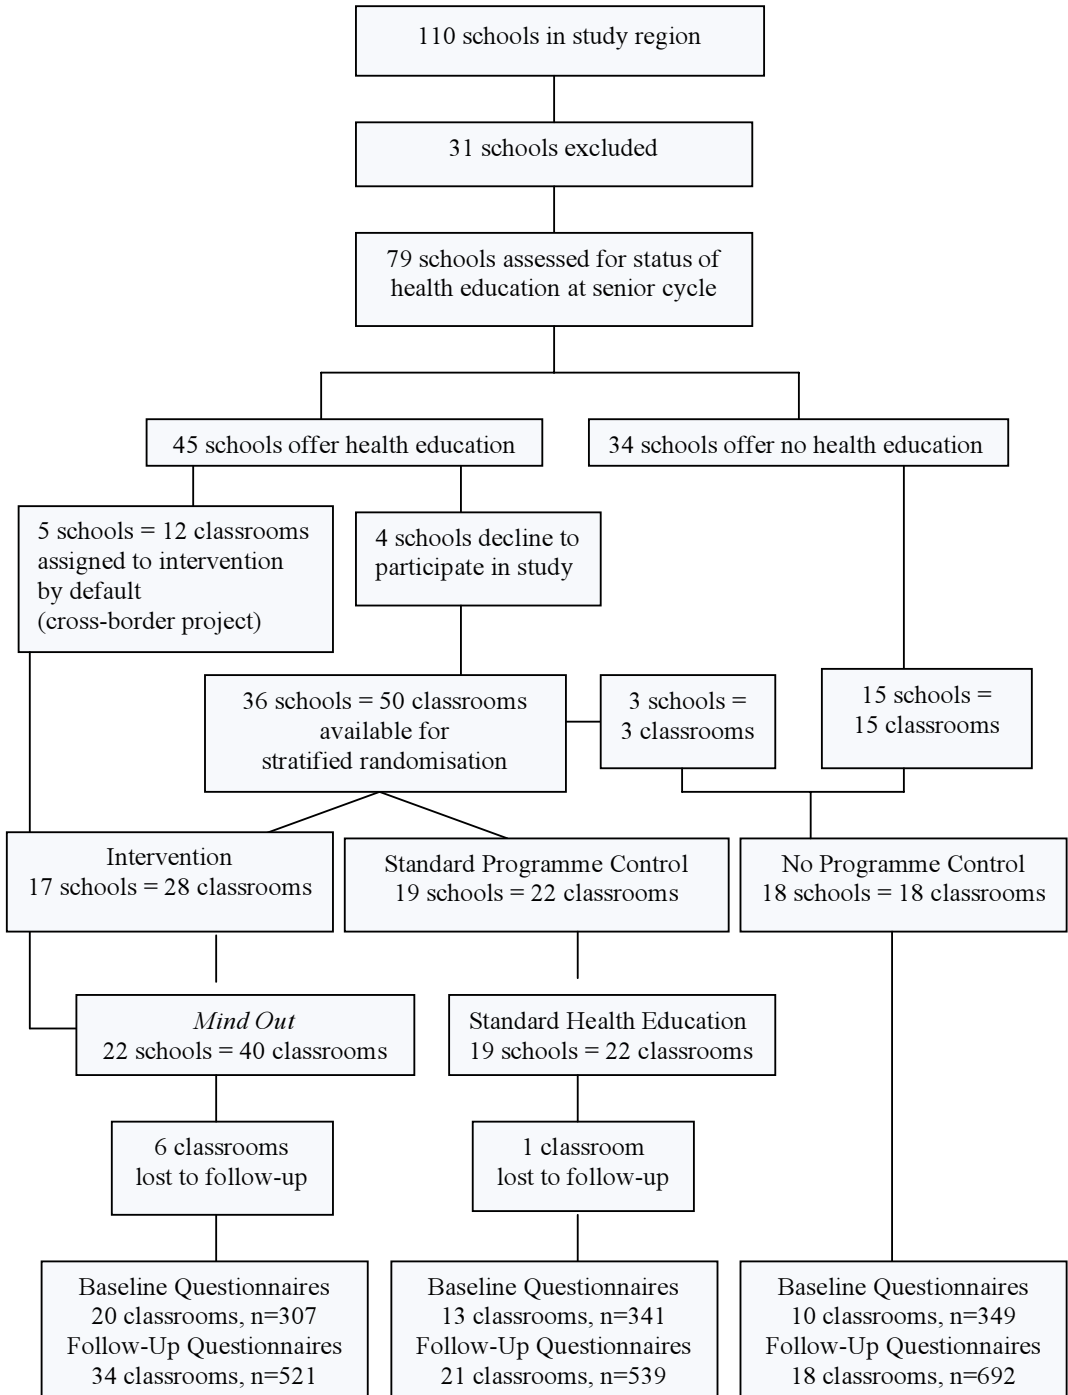 110 schools in study region
31 schools excluded
79 schools assessed for status of
health education at senior cycle
45 schools offer health education
34 schools offer no health education
5 schools = 12 classrooms
assigned to intervention
by default
(cross-border project)
4 schools decline to
participate in study
36 schools = 50 classrooms
available for
stratified randomisation
3 schools =
3 classrooms
15 schools =
15 classrooms
Intervention
17 schools = 28 classrooms
Standard Programme Control
19 schools = 22 classrooms
No Programme Control
18 schools = 18 classrooms
Mind Out
22 schools = 40 classrooms
Standard Health Education
19 schools = 22 classrooms
6 classrooms
lost to follow-up
1 classroom
lost to follow-up
Baseline Questionnaires
20 classrooms, n=307
Follow-Up Questionnaires
34 classrooms, n=521
Baseline Questionnaires
13 classrooms, n=341
Follow-Up Questionnaires
21 classrooms, n=539
Baseline Questionnaires
10 classrooms, n=349
Follow-Up Questionnaires
18 classrooms, n=692